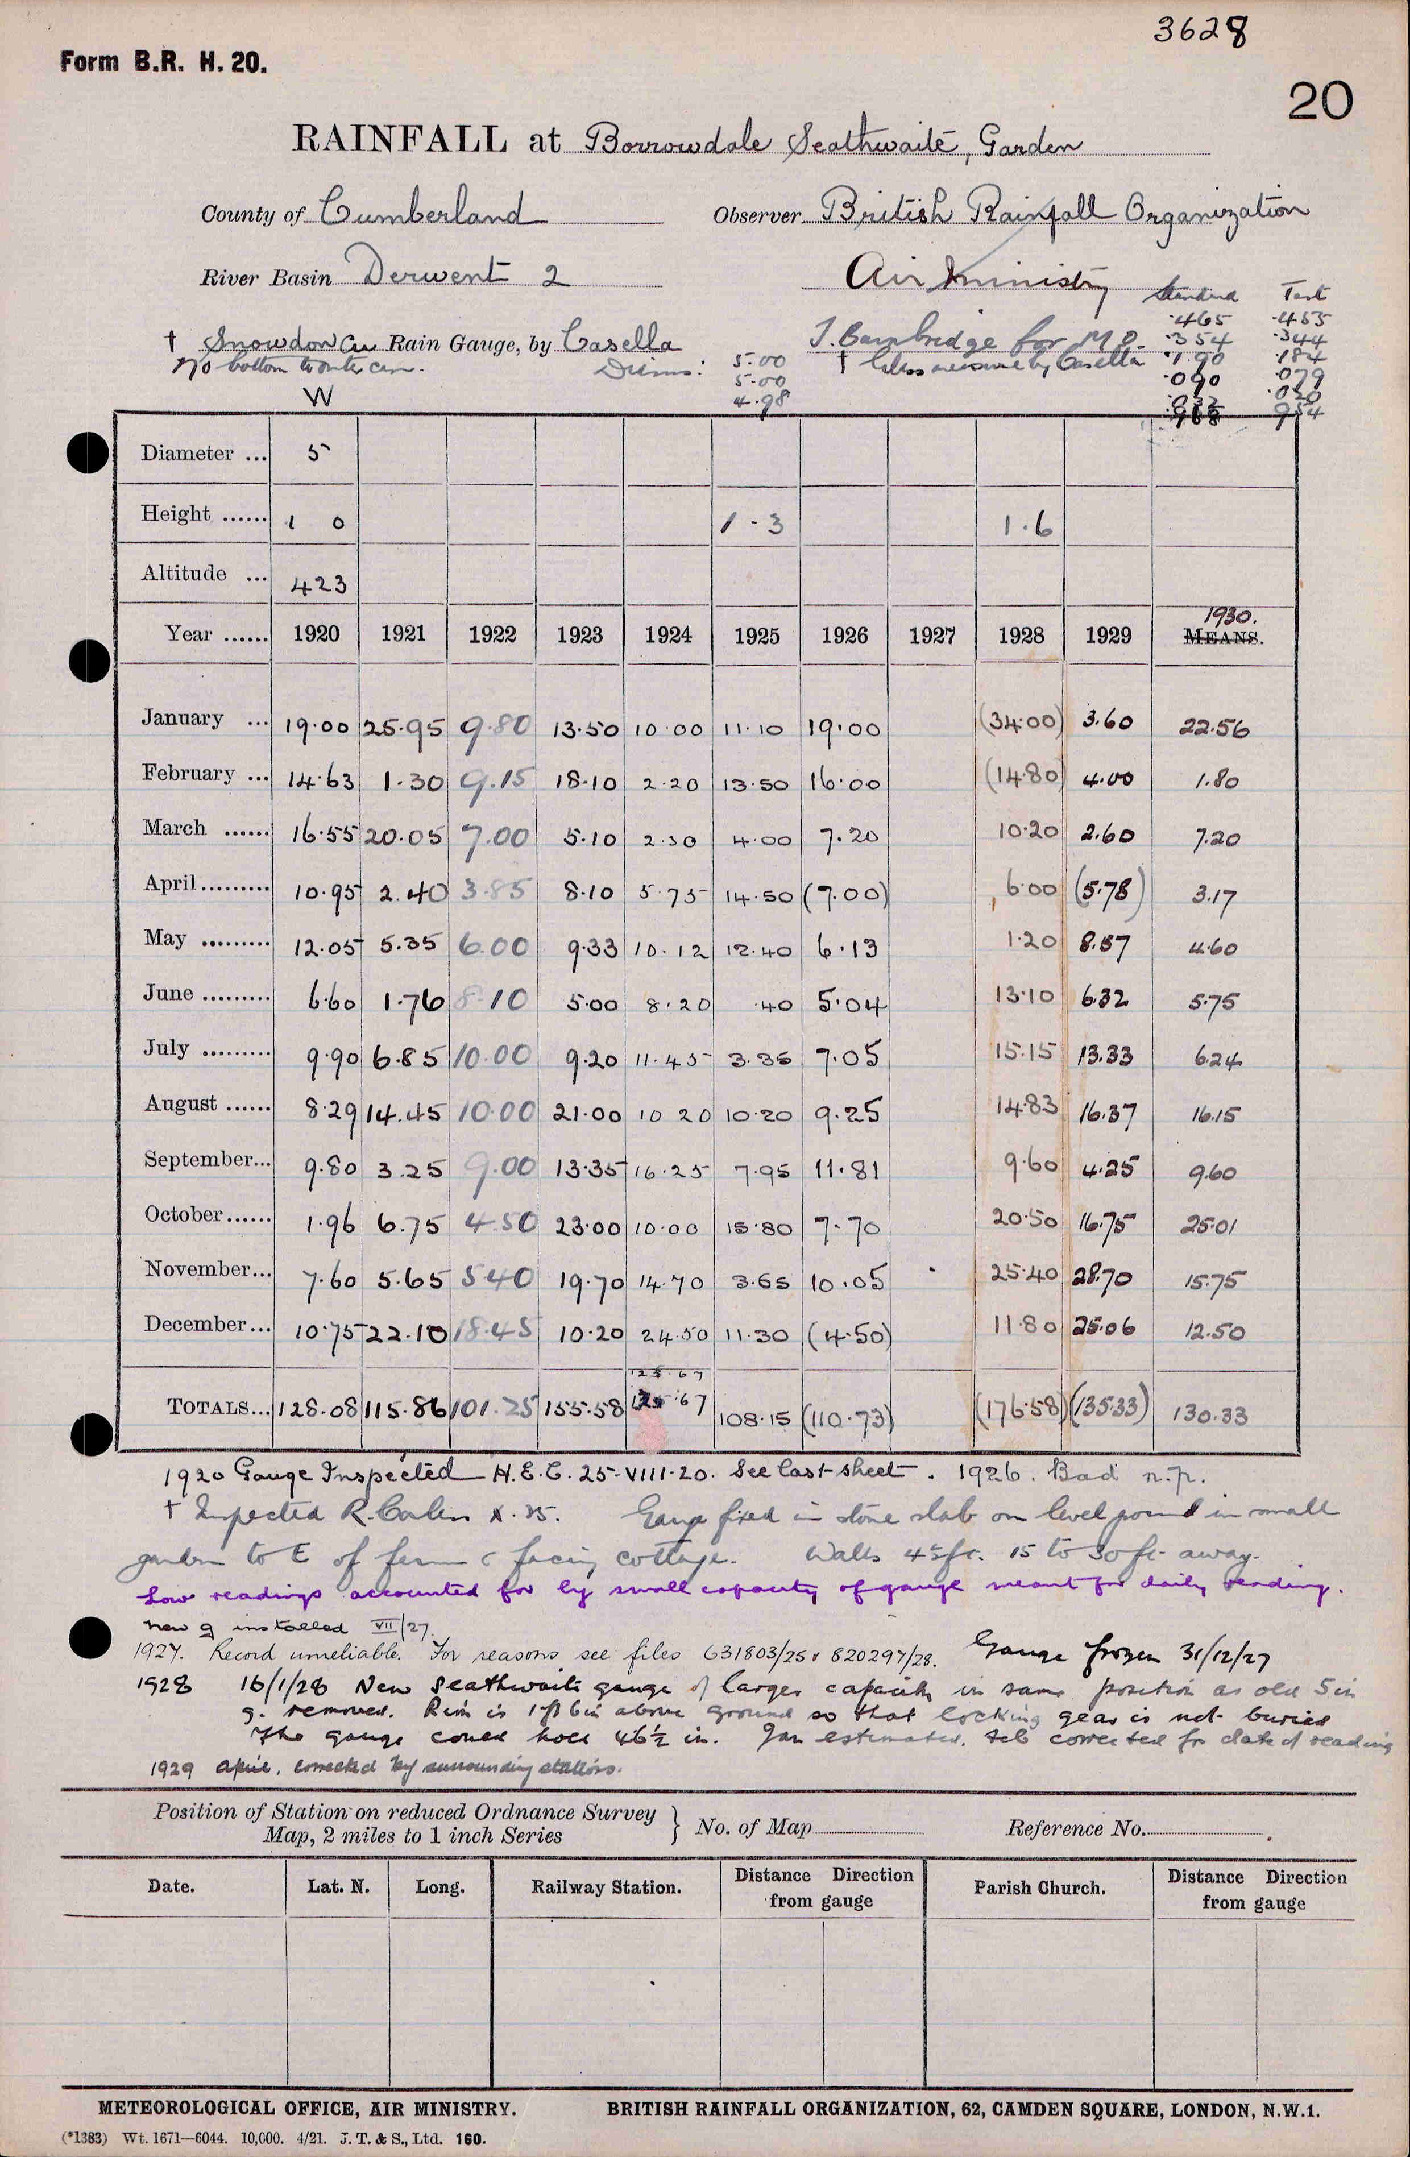 3628
Form B.R. H. 20.
20
RAINFALL at Borrowdale Seathwaite, Garden
County of Cumberland Observer British Rainfall Organization
River Basin Derwent 2 Air Ministry Standard Test
† Snowdon Cu Rain Gauge, by Casella J. Bambridge for M.O. .465 .455
.354 .344
No bottom to outer can. Diams: 5.00 † Glass measure by Casella .190 .184
5.00 .090 .079
W 4.98 .032 .020
.968 .954
Diameter ... 5
Height ...... 1 0 1 - 3 1.6
Altitude ... 423
Year ...... 1920 1921 1922 1923 1924 1925 1926 1927 1928 1929 1930. MEANS.
January ... 19.00 25.95 9.80 13.50 10.00 11.10 19.00 (34.00) 3.60 22.56
February ... 14.63 1.30 9.15 18.10 2.20 13.50 16.00 (14.80) 4.00 1.80
March ...... 16.55 20.05 7.00 5.10 2.30 4.00 7.20 10.20 2.60 7.20
April ......... 10.95 2.40 3.85 8.10 5.75 14.50 (7.00) 6.00 (5.78) 3.17
May ......... 12.05 5.35 6.00 9.33 10.12 12.40 6.13 1.20 8.57 4.60
June ......... 6.60 1.76 8.10 5.00 8.20 .40 5.04 13.10 6.32 5.75
July ......... 9.90 6.85 10.00 9.20 11.45 3.35 7.05 15.15 13.33 6.24
August ...... 8.29 14.45 10.00 21.00 10.20 10.20 9.25 14.83 16.37 16.15
September... 9.80 3.25 9.00 13.35 16.25 7.95 11.81 9.60 4.25 9.60
October...... 1.96 6.75 4.50 23.00 10.00 15.80 7.70 20.50 16.75 25.01
November... 7.60 5.65 5.40 19.70 14.70 3.65 10.05 25.40 28.70 15.75
December... 10.75 22.10 18.45 10.20 24.50 11.30 (4.50) 11.80 25.06 12.50
125.67
TOTALS... 128.08 115.86 101.25 155.58 125.67 108.15 (110.73) (176.58) (135.33) 130.33
1920 Gauge Inspected H.E.C. 25-VIII-20. See last sheet. 1926. Bad n.p.
† Inspected R. Corless X.25. Gauge fixed in stone slab on level ground in small
garden to E of farm & facing cottage. Walls 4-5ft. 15 to 30 ft away.
Low readings accounted for by small capacity of gauge meant for daily reading.
New g installed VII/27.
1927. Record unreliable. For reasons see files 631803/25 & 820297/28. Gauge frozen 31/12/27
1928 16/1/28 New Seathwaite gauge of larger capacity in same position as old 5in
g. removed. Rim is 1ft 6in above ground so that locking gear is not buried
The gauge could hold 46½ in. Jan estimated. Feb corrected for date of reading
1929 April. corrected by surrounding stations.
Position of Station on reduced Ordnance Survey
Map, 2 miles to 1 inch Series } No. of Map Reference No.
Date. Lat. N. Long. Railway Station. Distance Direction from gauge Parish Church. Distance Direction from gauge
METEOROLOGICAL OFFICE, AIR MINISTRY. BRITISH RAINFALL ORGANIZATION, 62, CAMDEN SQUARE, LONDON, N.W.1.
(*1383) Wt. 1671—6044. 10,000. 4/21. J. T. & S., Ltd. 160.